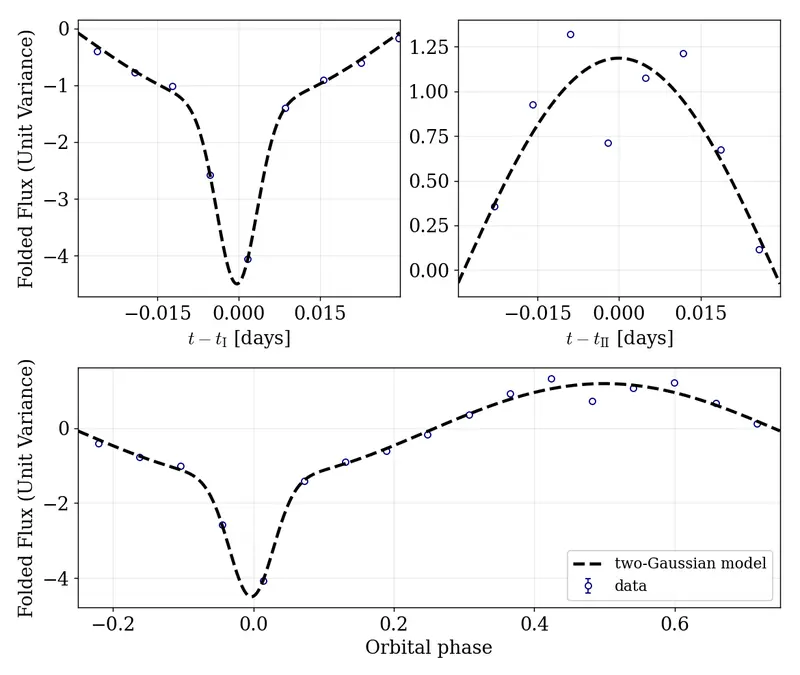 0
−1
−2
−3
−4
−0.015 0.000 0.015
Folded Flux (Unit Variance)
t − tI [days]
1.25
1.00
0.75
0.50
0.25
0.00
−0.015 0.000 0.015
t − tII [days]
0
−2
−4
−0.2 0.0 0.2 0.4 0.6
Folded Flux (Unit Variance)
Orbital phase
two-Gaussian model
data